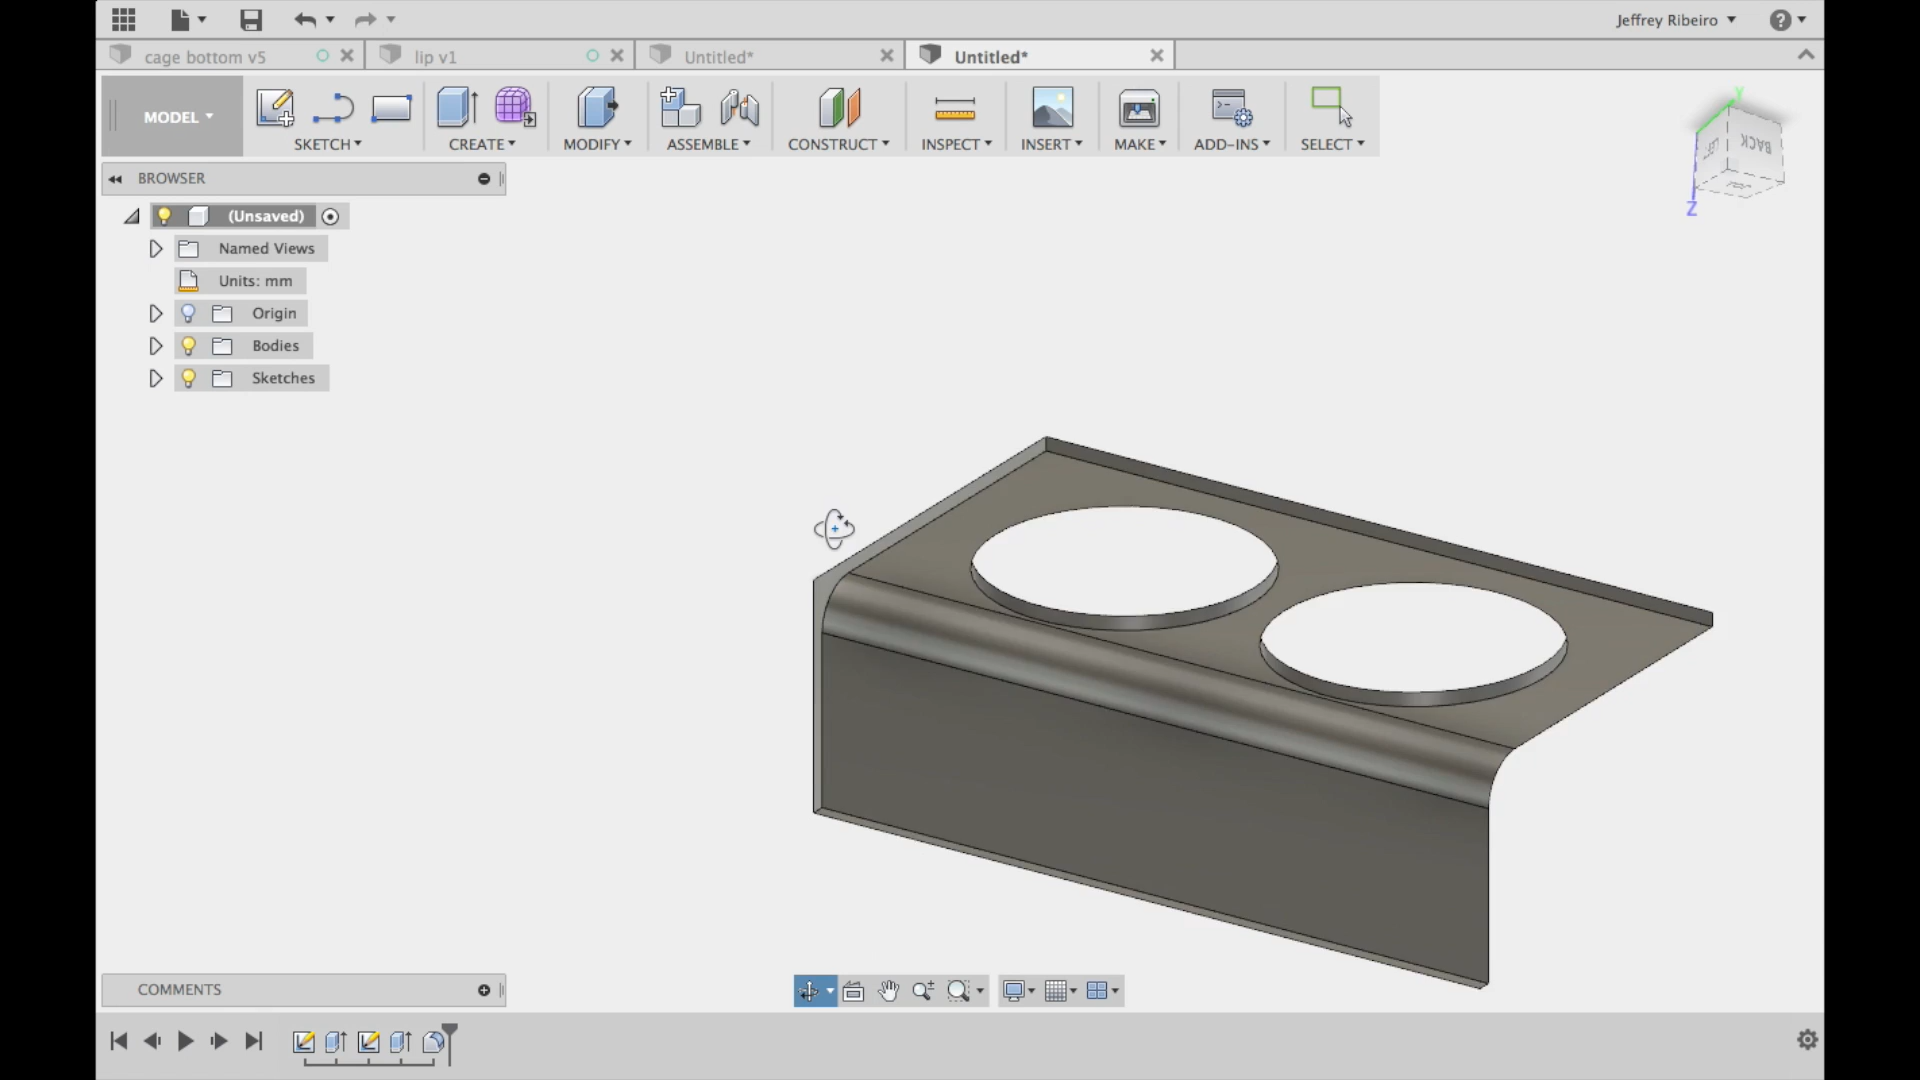 Jeffrey Ribeiro
cage bottom v5
lip v1
Untitled*
Untitled*
MODEL
SKETCH
CREATE
MODIFY
ASSEMBLE
CONSTRUCT
INSPECT
INSERT
MAKE
ADD-INS
SELECT
Y
BACK
Z
BROWSER
(Unsaved)
Named Views
Units: mm
Origin
Bodies
Sketches
COMMENTS